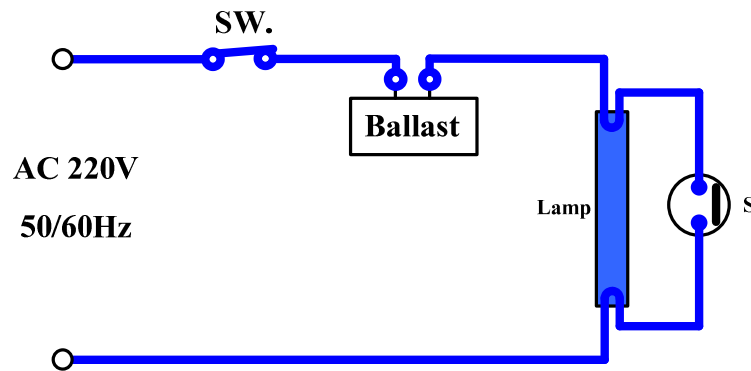 SW.
Ballast
AC 220V
50/60Hz
Lamp
S